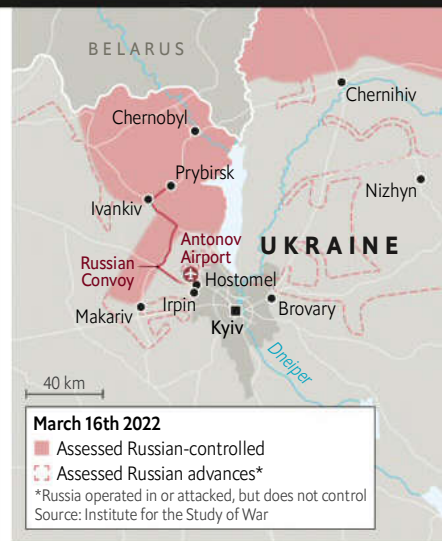 BELARUS
Chernihiv
Chernobyl
Prybirsk
Nizhyn
Ivankiv
Antonov
Airport
UKRAINE
Russian
Convoy
Hostomel
Irpin
Makariv
Brovary
Kyiv
Dneiper
40 km
March 16th 2022
Assessed Russian-controlled
Assessed Russian advances*
*Russia operated in or attacked, but does not control
Source: Institute for the Study of War